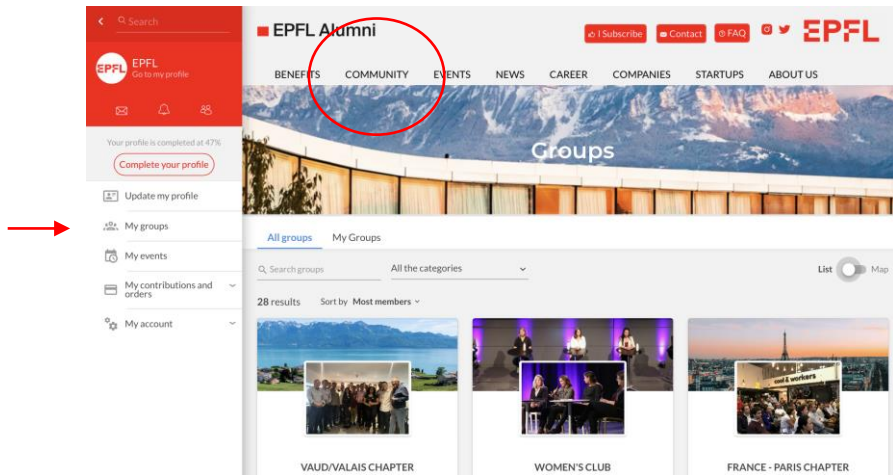 Search
EPFL
EPFL
Go to my profile
Your profile is completed at 47%
Complete your profile
Update my profile
My groups
My events
My contributions and
orders
My account
EPFL Alumni
I Subscribe
Contact
FAQ
EPFL
BENEFITS COMMUNITY EVENTS NEWS CAREER COMPANIES STARTUPS ABOUT US
Groups
All groups My Groups
Search groups All the categories List Map
28 results Sort by Most members
VAUD/VALAIS CHAPTER
WOMEN'S CLUB
FRANCE - PARIS CHAPTER